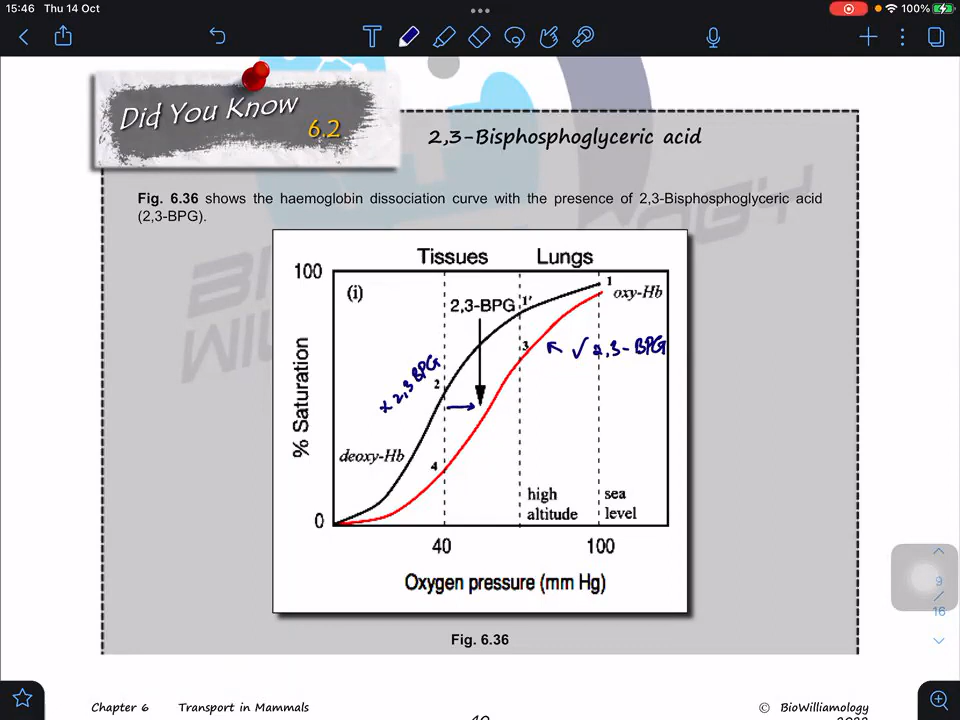 15:46 Thu 14 Oct
100%
T
Did You Know
6.2
2,3-Bisphosphoglyceric acid
Fig. 6.36 shows the haemoglobin dissociation curve with the presence of 2,3-Bisphosphoglyceric acid
(2,3-BPG).
Tissues Lungs
100
(i)
2,3-BPG
1'
1
oxy-Hb
3
✓ 2,3-BPG
x 2,3 BPG
2
% Saturation
deoxy-Hb
4
high
altitude
sea
level
0
40 100
Oxygen pressure (mm Hg)
Fig. 6.36
9
/
16
Chapter 6 Transport in Mammals
© BioWilliamology